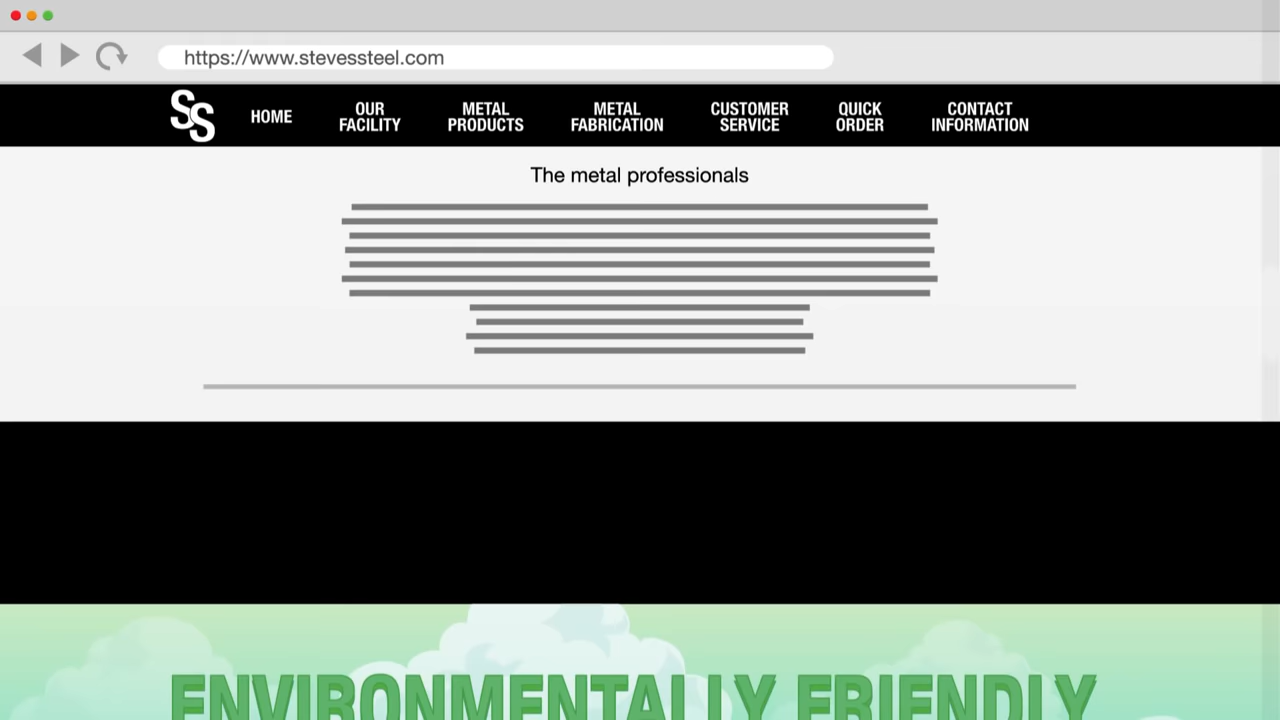 https://www.stevessteel.com
SS
HOME
OUR
FACILITY
METAL
PRODUCTS
METAL
FABRICATION
CUSTOMER
SERVICE
QUICK
ORDER
CONTACT
INFORMATION
The metal professionals
ENVIRONMENTALLY FRIENDLY